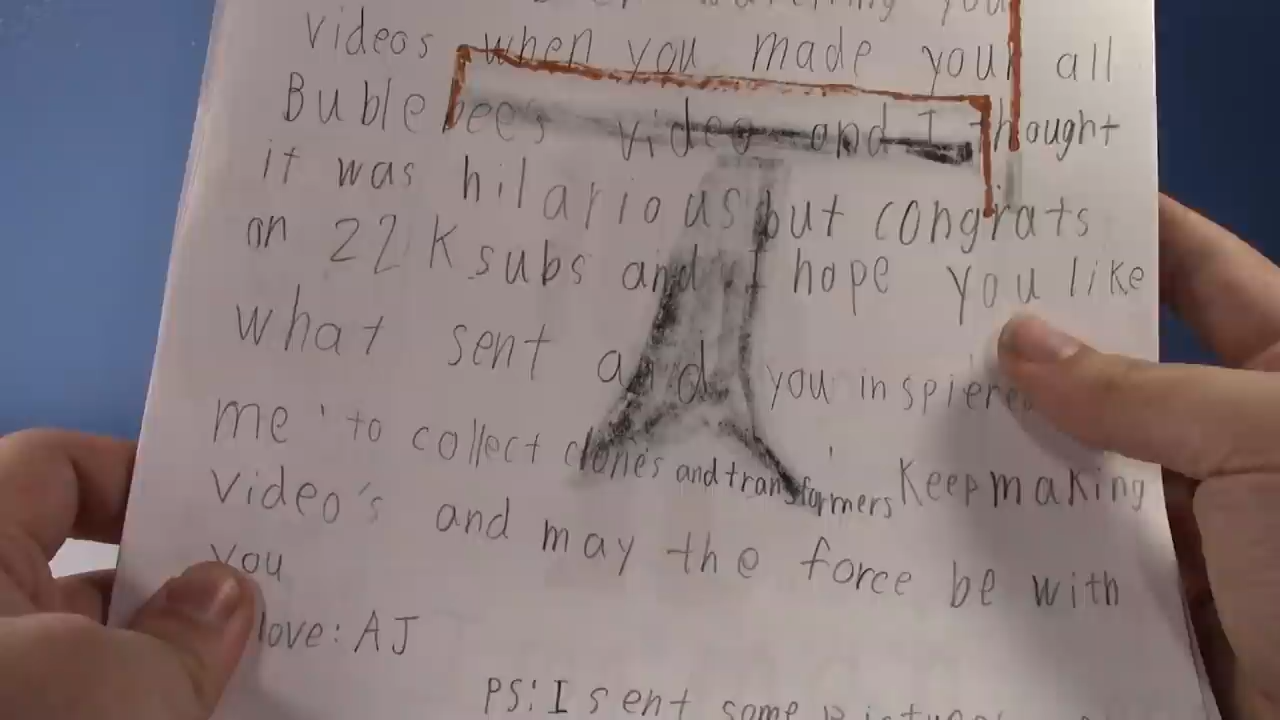 videos when you made your all
Bublebee's video and I thought
it was hilarious but congrats
on 22K subs and I hope you like
what sent and you inspiered
me to collect clones and transformers Keep making
video's and may the force be with
you
love: AJ
PS: I sent some